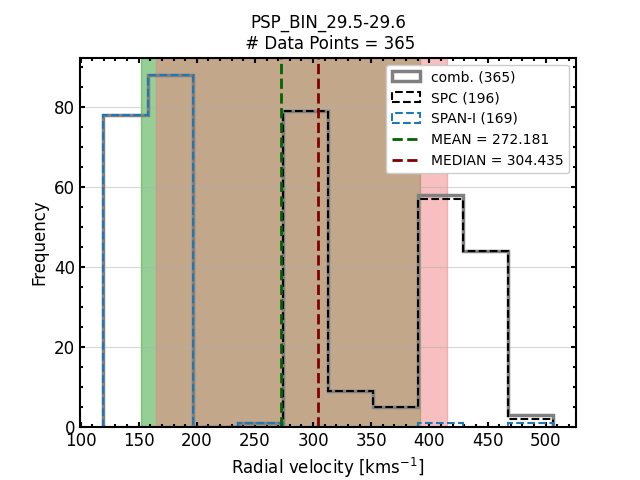 PSP_BIN_29.5-29.6
# Data Points = 365
comb. (365)
SPC (196)
SPAN-I (169)
MEAN = 272.181
MEDIAN = 304.435
Frequency
80
60
40
20
0
100 150 200 250 300 350 400 450 500
Radial velocity [kms⁻¹]